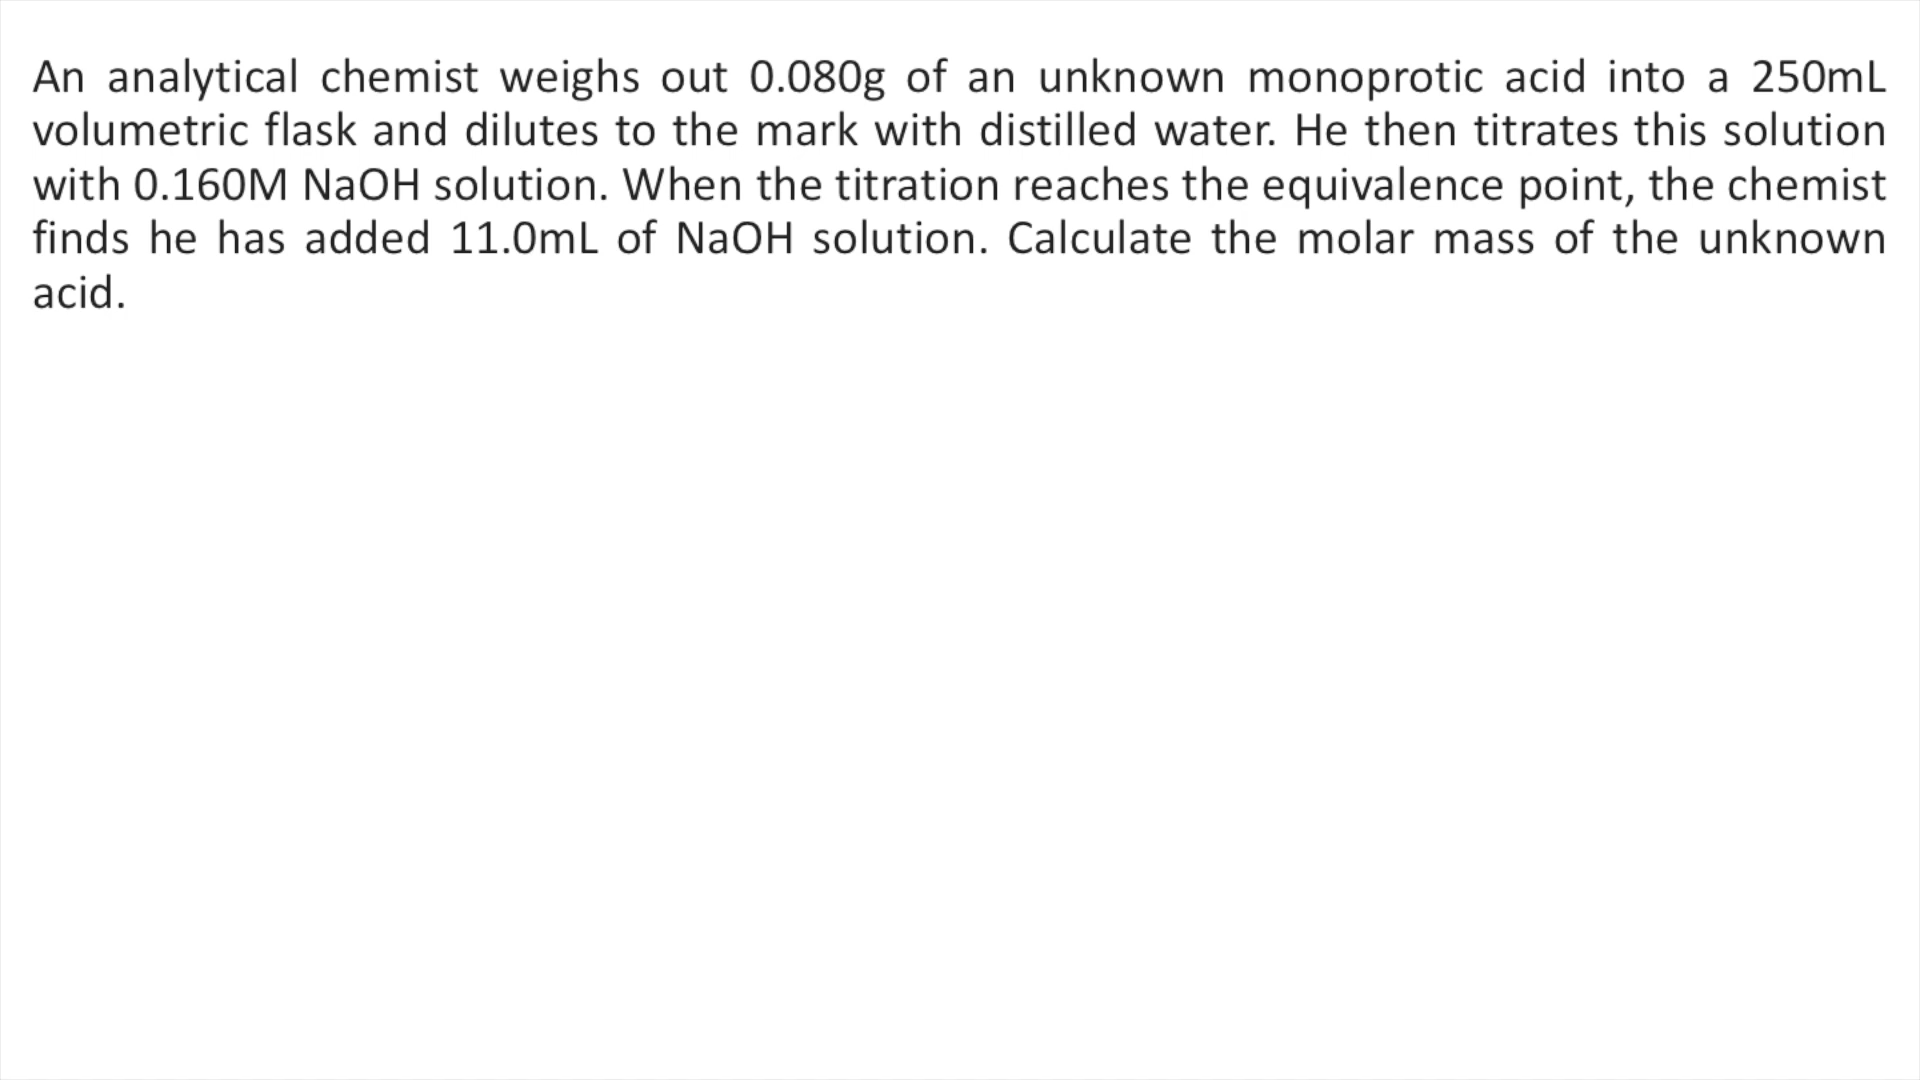 An analytical chemist weighs out 0.080g of an unknown monoprotic acid into a 250mL
volumetric flask and dilutes to the mark with distilled water. He then titrates this solution
with 0.160M NaOH solution. When the titration reaches the equivalence point, the chemist
finds he has added 11.0mL of NaOH solution. Calculate the molar mass of the unknown
acid.